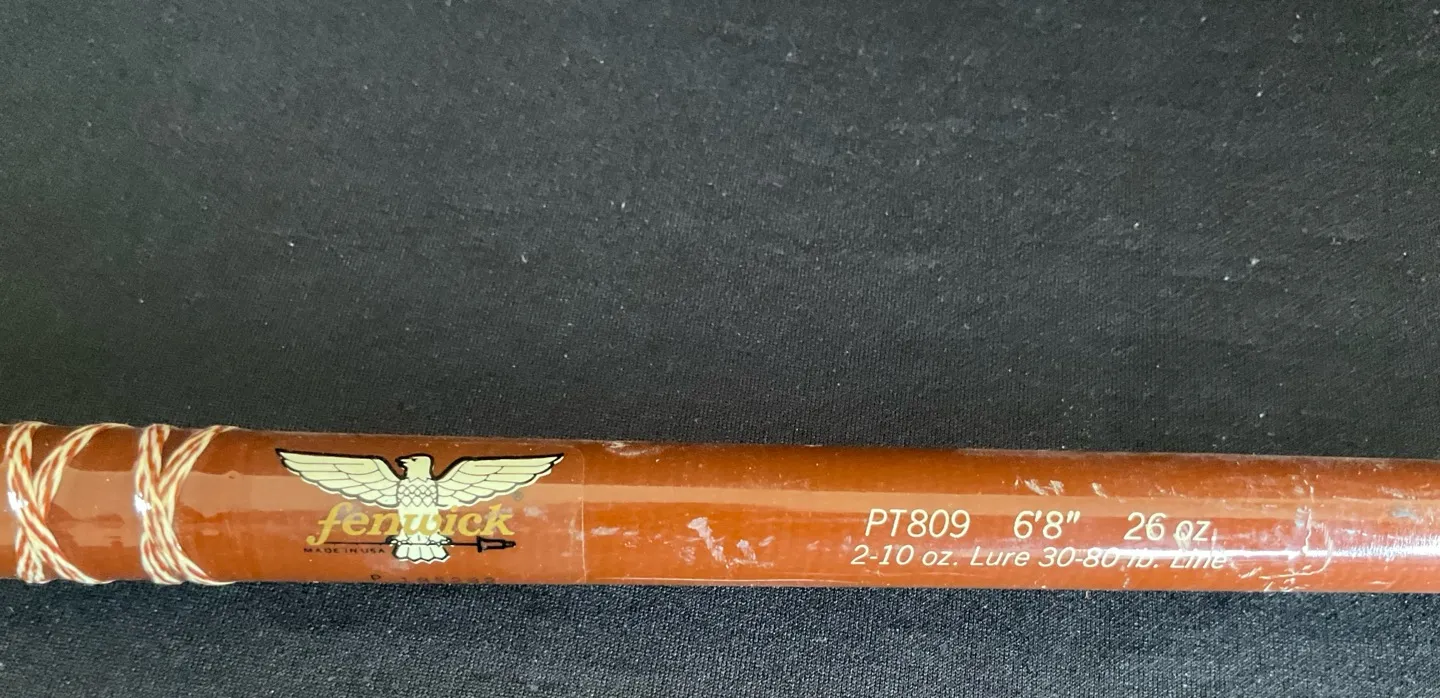 fenwick
®
MADE IN USA
PT809 6'8" 26 oz.
2-10 oz. Lure 30-80 lb. Line